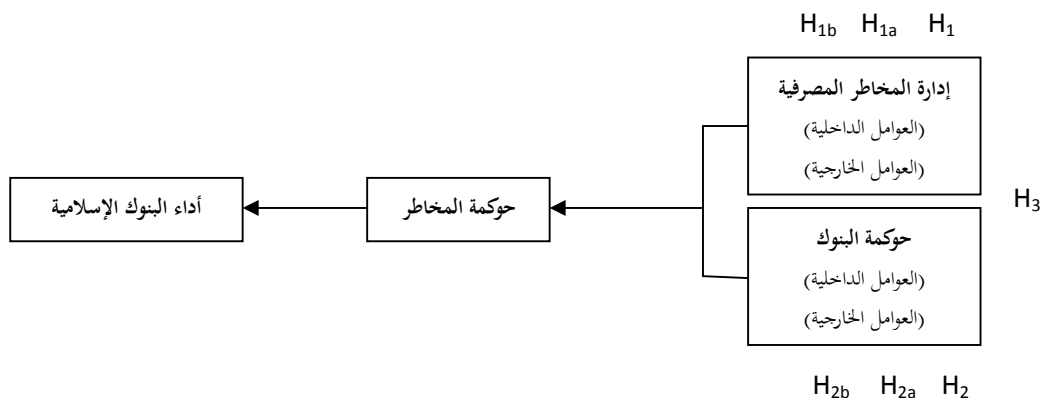 H1b H1a H1
إدارة المخاطر المصرفية
(العوامل الداخلية)
(العوامل الخارجية)
H3
حوكمة المخاطر
أداء البنوك الإسلامية
حوكمة البنوك
(العوامل الداخلية)
(العوامل الخارجية)
H2b H2a H2